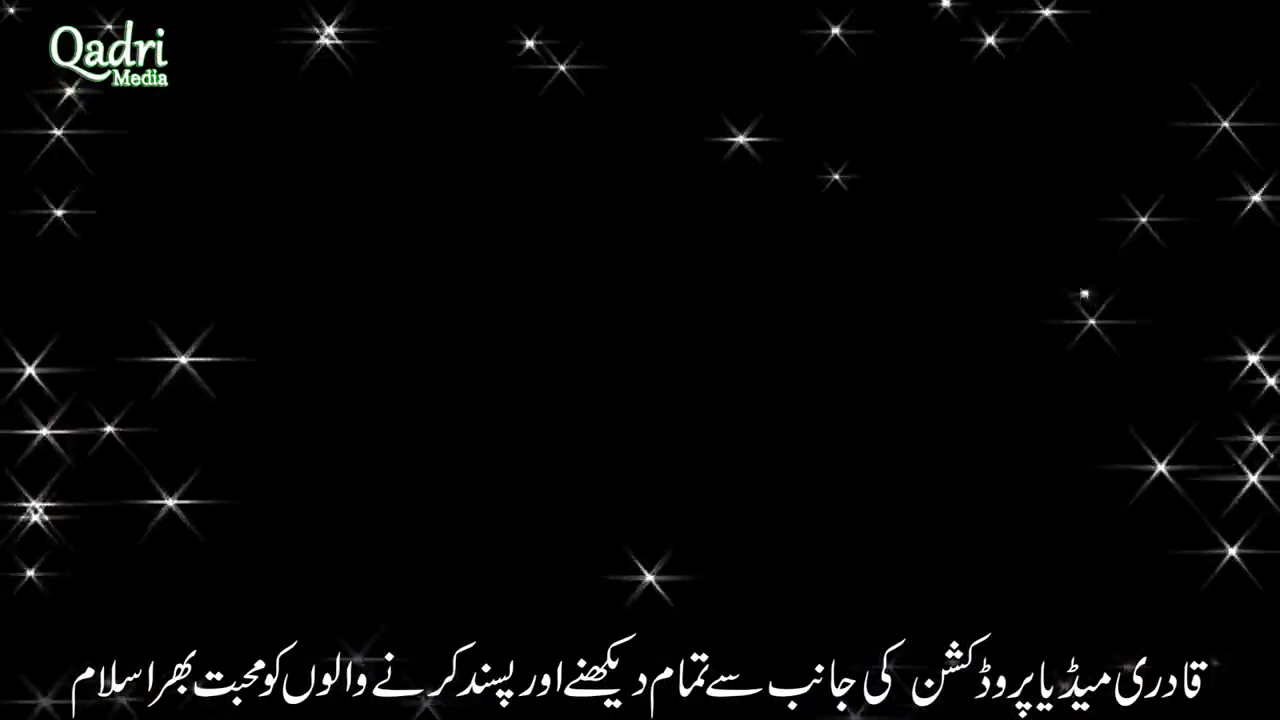 Qadri
Media
قادری میڈیا پروڈکشن کی جانب سے تمام دیکھنے اور پسند کرنے والوں کو محبت بھرا سلام